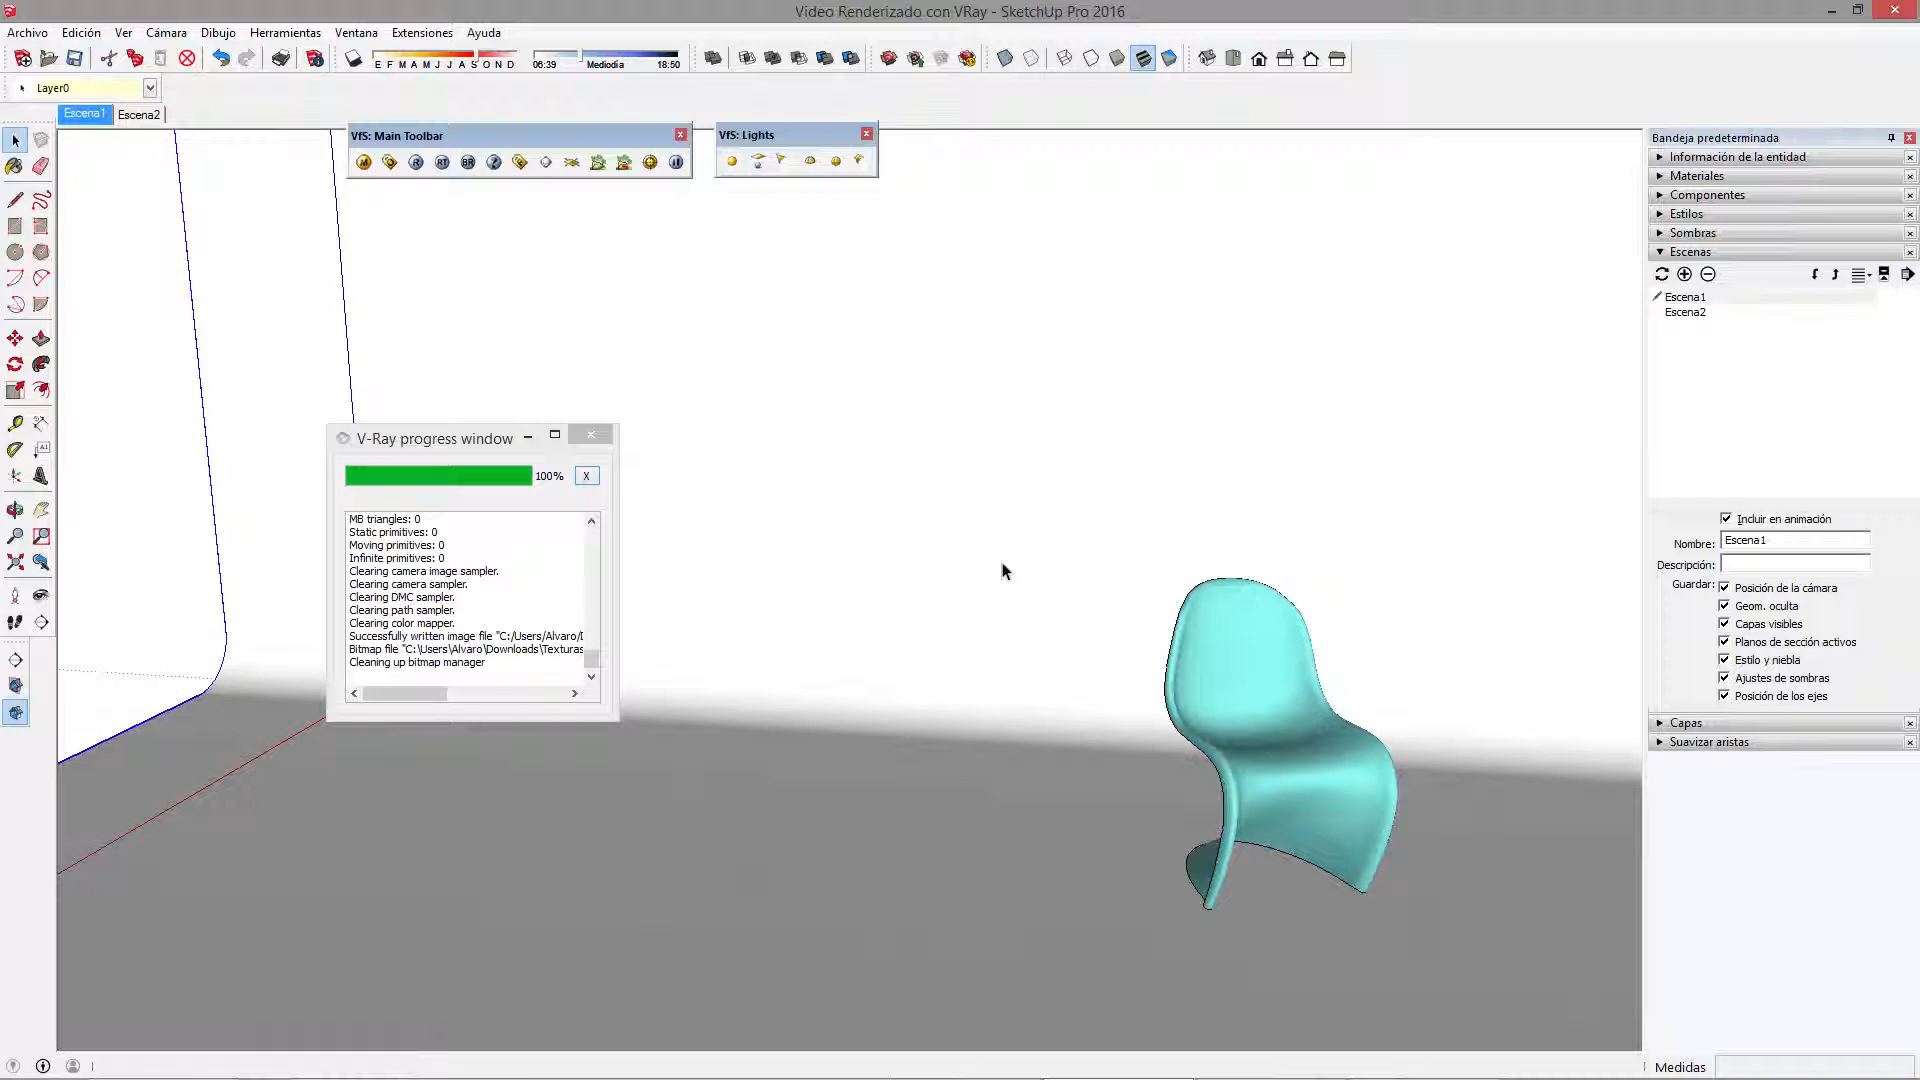 Video Renderizado con VRay - SketchUp Pro 2016
Archivo Edición Ver Cámara Dibujo Herramientas Ventana Extensiones Ayuda
E F M A M J J A S O N D
06:39 Mediodía 18:50
Layer0
Escena1 Escena2
VfS: Main Toolbar
M R RT BR
VfS: Lights
V-Ray progress window
100% X
MB triangles: 0
Static primitives: 0
Moving primitives: 0
Infinite primitives: 0
Clearing camera image sampler.
Clearing camera sampler.
Clearing DMC sampler.
Clearing path sampler.
Clearing color mapper.
Successfully written image file "C:/Users/Alvaro/D
Bitmap file "C:\Users\Alvaro\Downloads\Texturas
Cleaning up bitmap manager
Bandeja predeterminada
Información de la entidad
Materiales
Componentes
Estilos
Sombras
Escenas
Escena1
Escena2
Incluir en animación
Nombre: Escena1
Descripción:
Guardar: Posición de la cámara
Geom. oculta
Capas visibles
Planos de sección activos
Estilo y niebla
Ajustes de sombras
Posición de los ejes
Capas
Suavizar aristas
Medidas